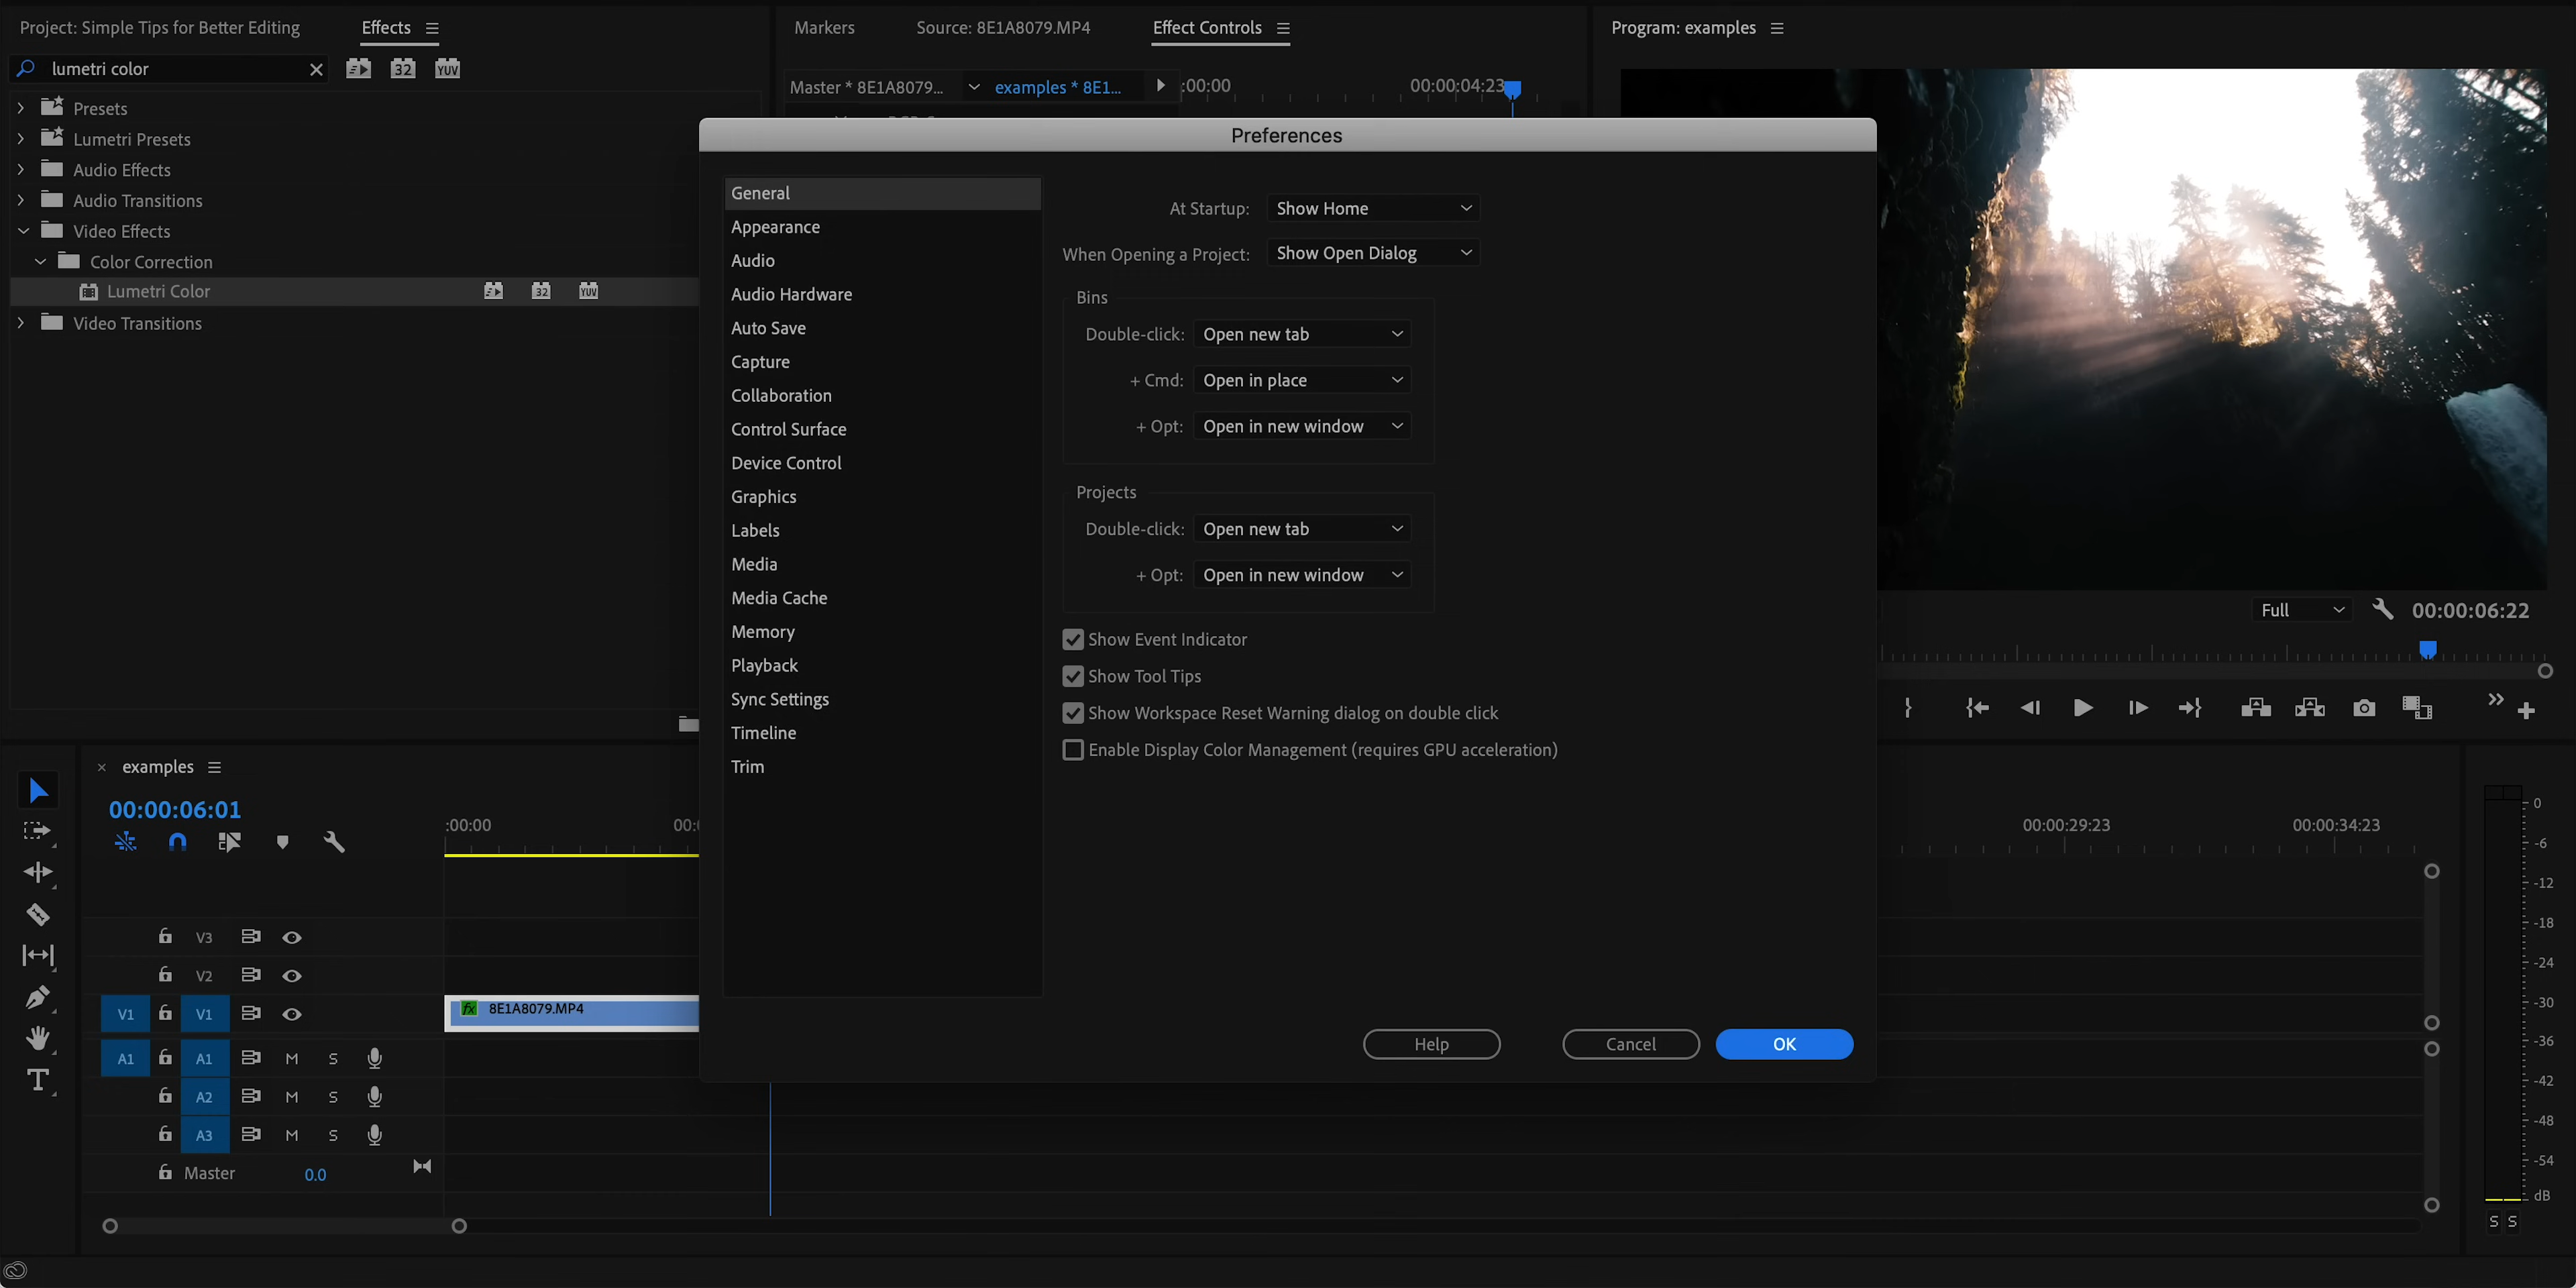 Project: Simple Tips for Better Editing
Effects
Markers
Source: 8E1A8079.MP4
Effect Controls
Program: examples
lumetri color
32
YUV
Master * 8E1A8079...
examples * 8E1...
:00:00
00:00:04:23
Presets
Lumetri Presets
Audio Effects
Audio Transitions
Video Effects
Color Correction
Lumetri Color
32
YUV
Video Transitions
Preferences
General
Appearance
Audio
Audio Hardware
Auto Save
Capture
Collaboration
Control Surface
Device Control
Graphics
Labels
Media
Media Cache
Memory
Playback
Sync Settings
Timeline
Trim
At Startup: Show Home
When Opening a Project: Show Open Dialog
Bins
Double-click: Open new tab
+ Cmd: Open in place
+ Opt: Open in new window
Projects
Double-click: Open new tab
+ Opt: Open in new window
Show Event Indicator
Show Tool Tips
Show Workspace Reset Warning dialog on double click
Enable Display Color Management (requires GPU acceleration)
Help
Cancel
OK
Full
00:00:06:22
examples
00:00:06:01
:00:00
00:
00:00:29:23
00:00:34:23
V3
V2
V1 V1
8E1A8079.MP4
fx
A1 A1 M S
A2 M S
A3 M S
Master 0.0
0
-6
-12
-18
-24
-30
-36
-42
-48
-54
dB
S S